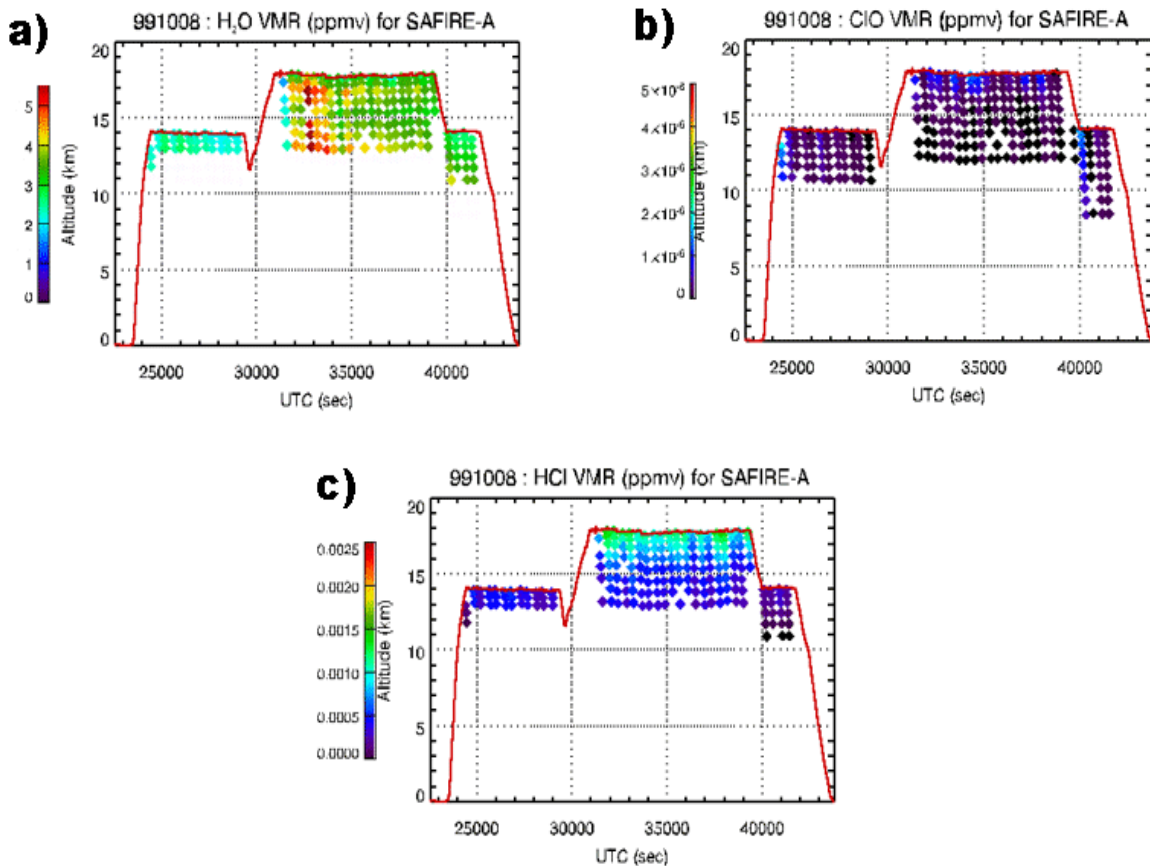 a)
991008 : H₂O VMR (ppmv) for SAFIRE-A
20
15
10
5
0
5
4
3
2
1
0
Altitude (km)
25000 30000 35000 40000
UTC (sec)
b)
991008 : ClO VMR (ppmv) for SAFIRE-A
20
15
10
5
0
5×10⁻⁶
4×10⁻⁶
3×10⁻⁶
2×10⁻⁶
1×10⁻⁶
0
Altitude (km)
25000 30000 35000 40000
UTC (sec)
c)
991008 : HCl VMR (ppmv) for SAFIRE-A
20
15
10
5
0
0.0025
0.0020
0.0015
0.0010
0.0005
0.0000
Altitude (km)
25000 30000 35000 40000
UTC (sec)